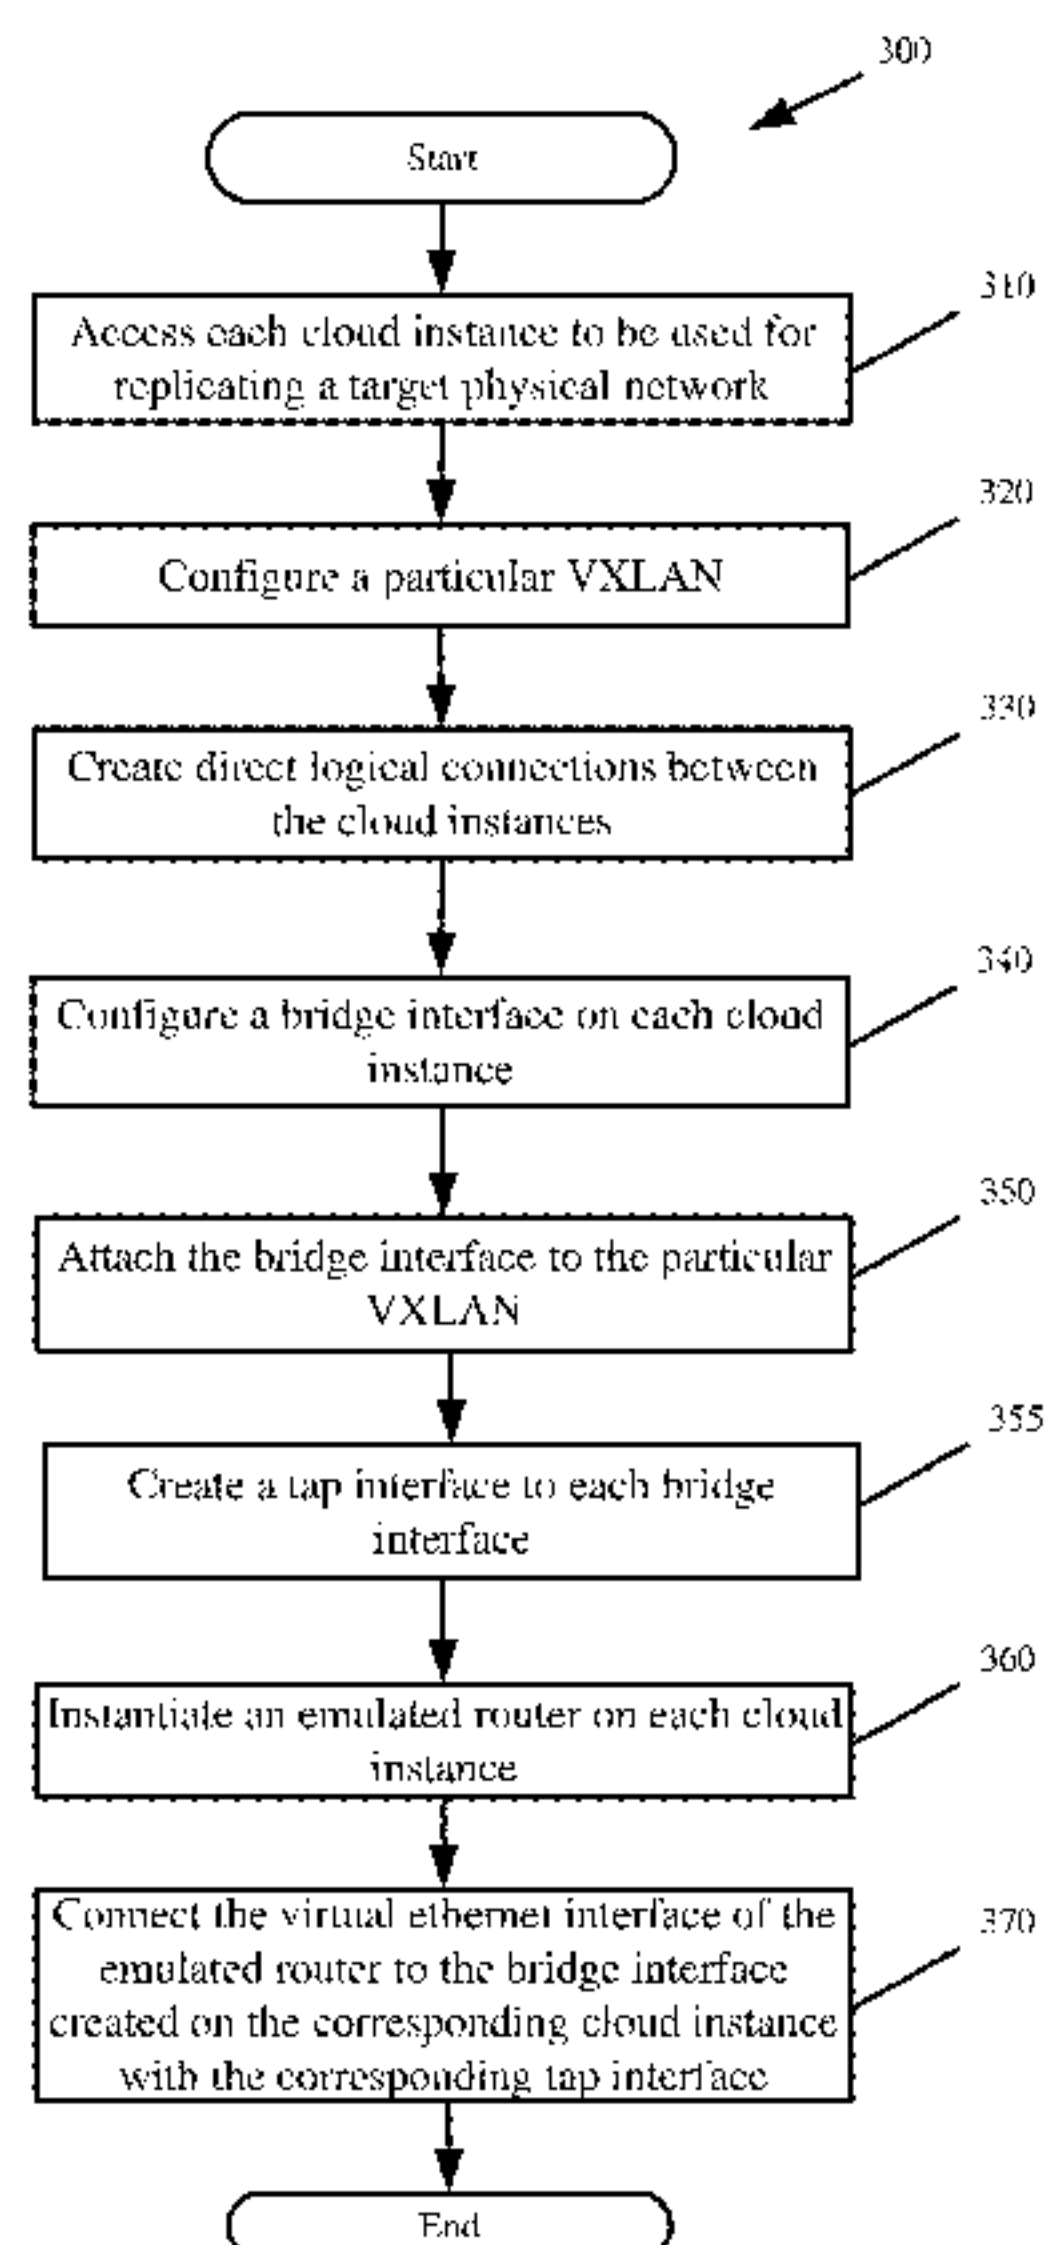 300
Start
310
Access each cloud instance to be used for
replicating a target physical network
320
Configure a particular VXLAN
330
Create direct logical connections between
the cloud instances
340
Configure a bridge interface on each cloud
instance
350
Attach the bridge interface to the particular
VXLAN
355
Create a tap interface to each bridge
interface
360
Instantiate an emulated router on each cloud
instance
370
Connect the virtual ethernet interface of the
emulated router to the bridge interface
created on the corresponding cloud instance
with the corresponding tap interface
End